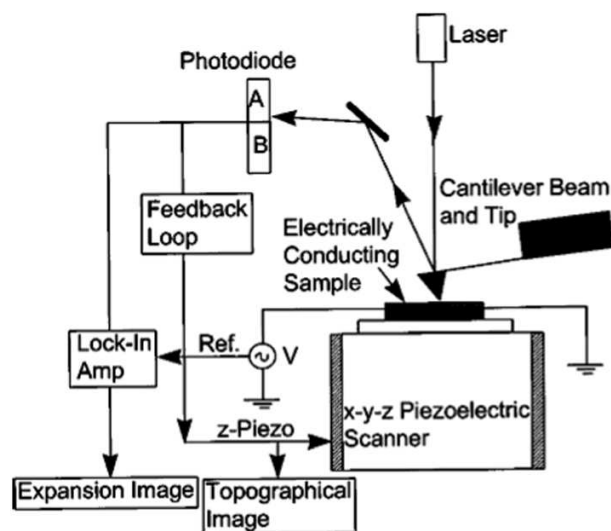 Laser
Photodiode
A
B
Cantilever Beam
and Tip
Feedback
Loop
Electrically
Conducting
Sample
Lock-In
Amp
Ref.
V
x-y-z Piezoelectric
Scanner
z-Piezo
Expansion Image
Topographical
Image